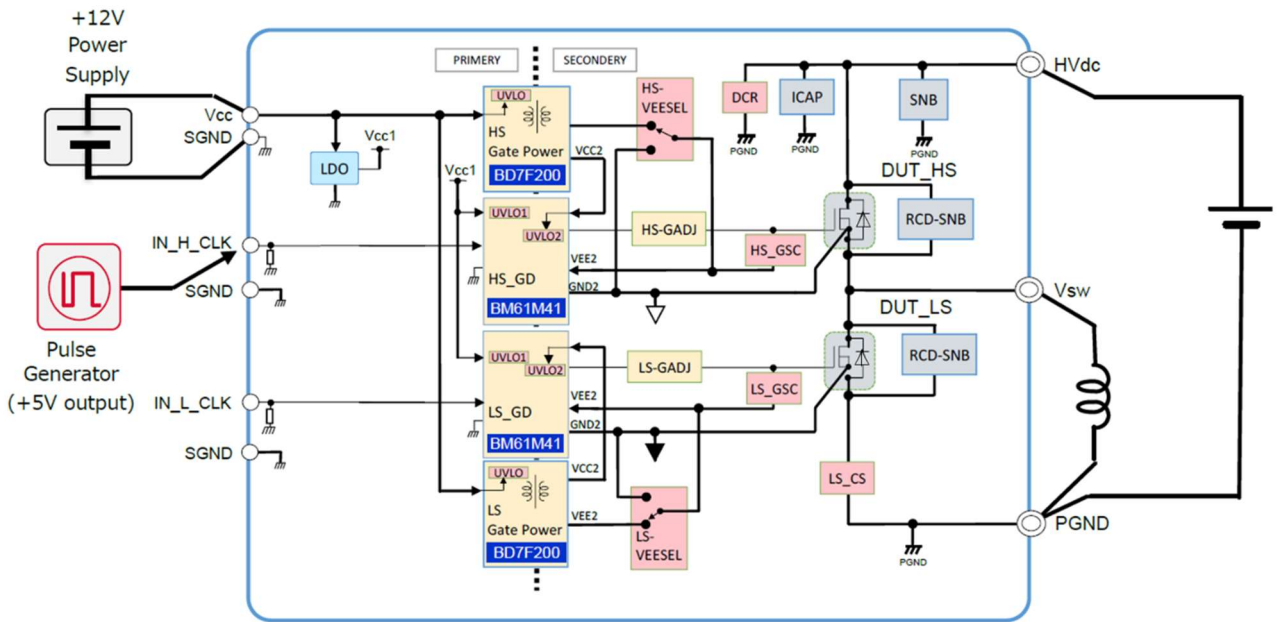 +12V
Power
Supply
Vcc
SGND
PRIMARY
SECONDERY
UVLO
HS
Gate Power
VCC2
BD7F200
HS-
VEESEL
DCR
PGND
ICAP
PGND
SNB
PGND
HVdc
LDO
Vcc1
Vcc1
UVLO1
UVLO2
HS-GADJ
HS_GSC
VEE2
HS_GD
GND2
BM61M41
DUT_HS
RCD-SNB
IN_H_CLK
SGND
Pulse
Generator
(+5V output)
Vsw
DUT_LS
RCD-SNB
UVLO1
UVLO2
LS-GADJ
LS_GSC
VEE2
LS_GD
GND2
BM61M41
IN_L_CLK
SGND
UVLO
VCC2
LS
VEE2
Gate Power
BD7F200
LS-
VEESEL
LS_CS
PGND
PGND